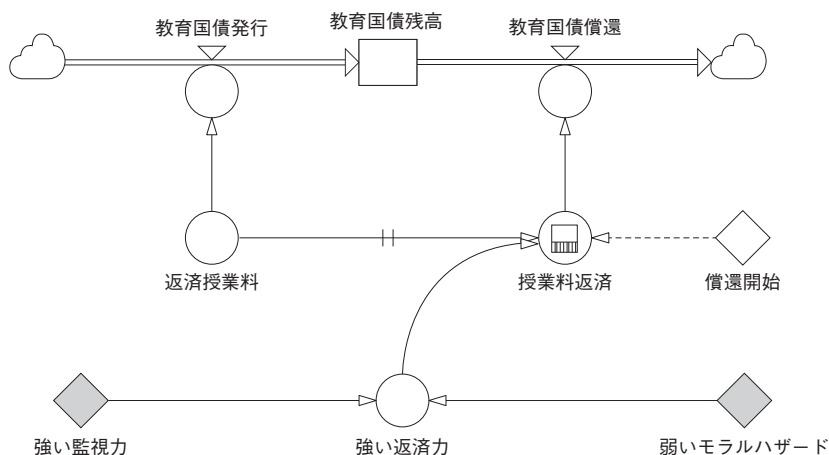 教育国債発行
教育国債残高
教育国債償還
返済授業料
授業料返済
償還開始
強い監視力
強い返済力
弱いモラルハザード